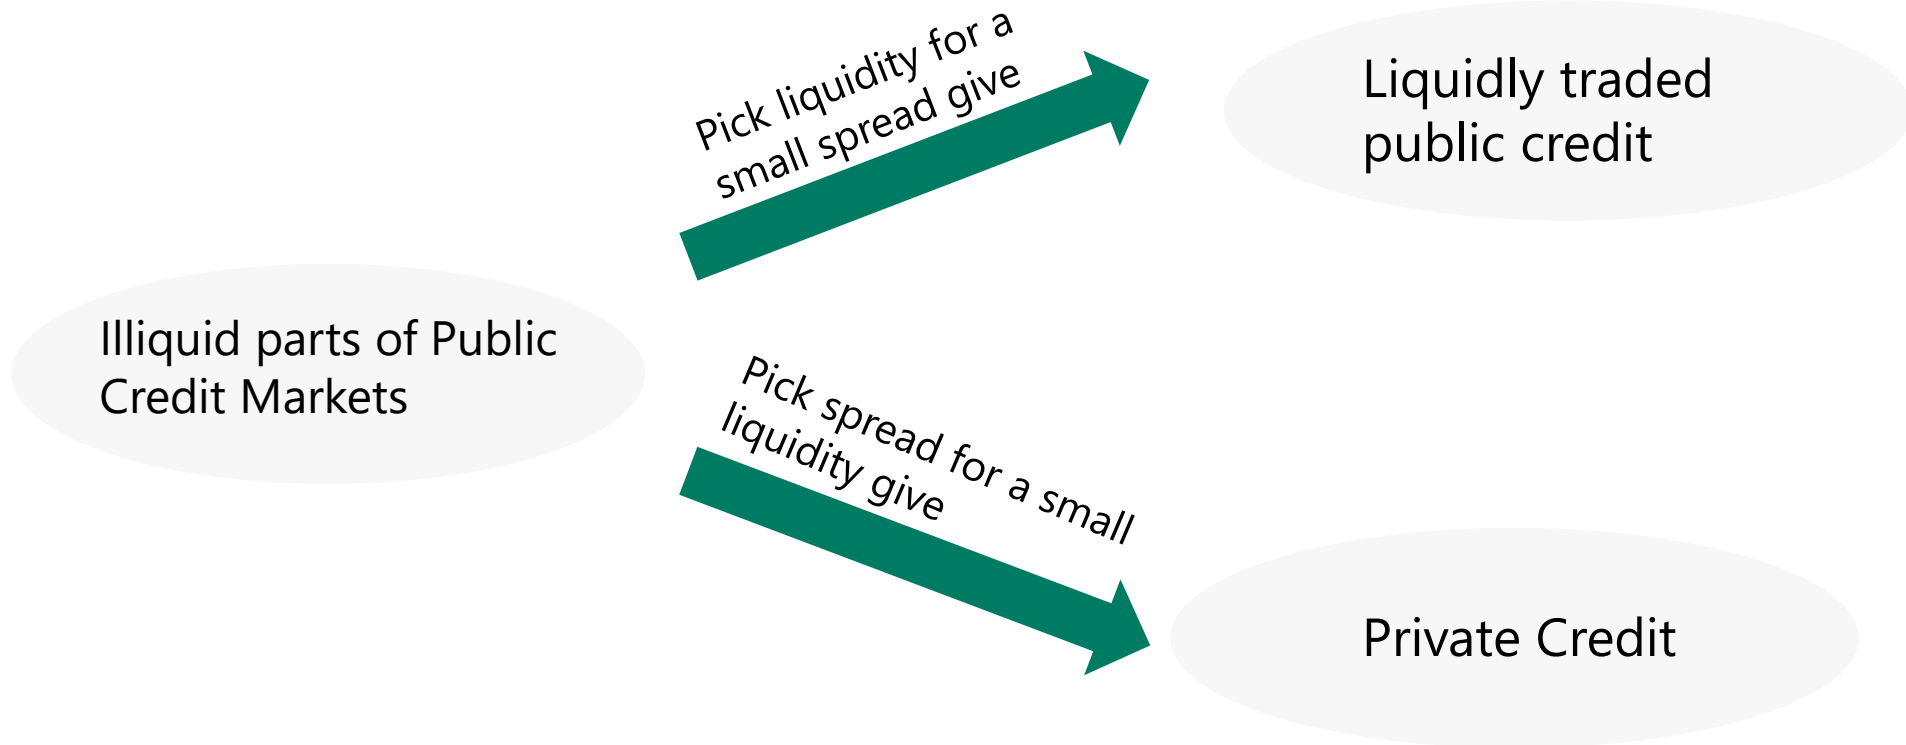 Pick liquidity for a
small spread give
Liquidly traded
public credit
Illiquid parts of Public
Credit Markets
Pick spread for a small
liquidity give
Private Credit